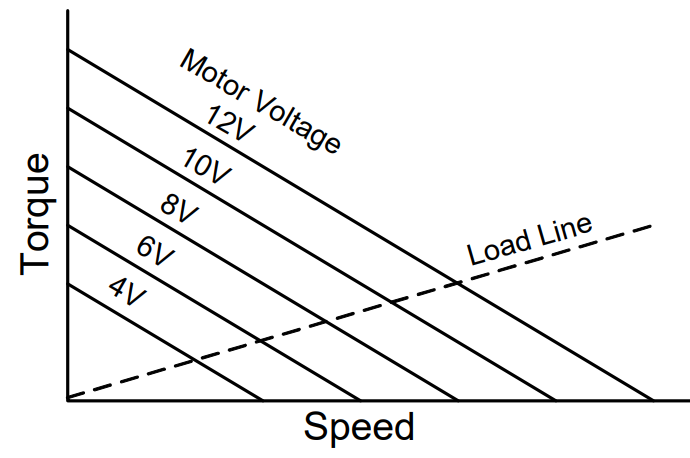 Motor Voltage
12V
10V
8V
6V
4V
Load Line
Torque
Speed